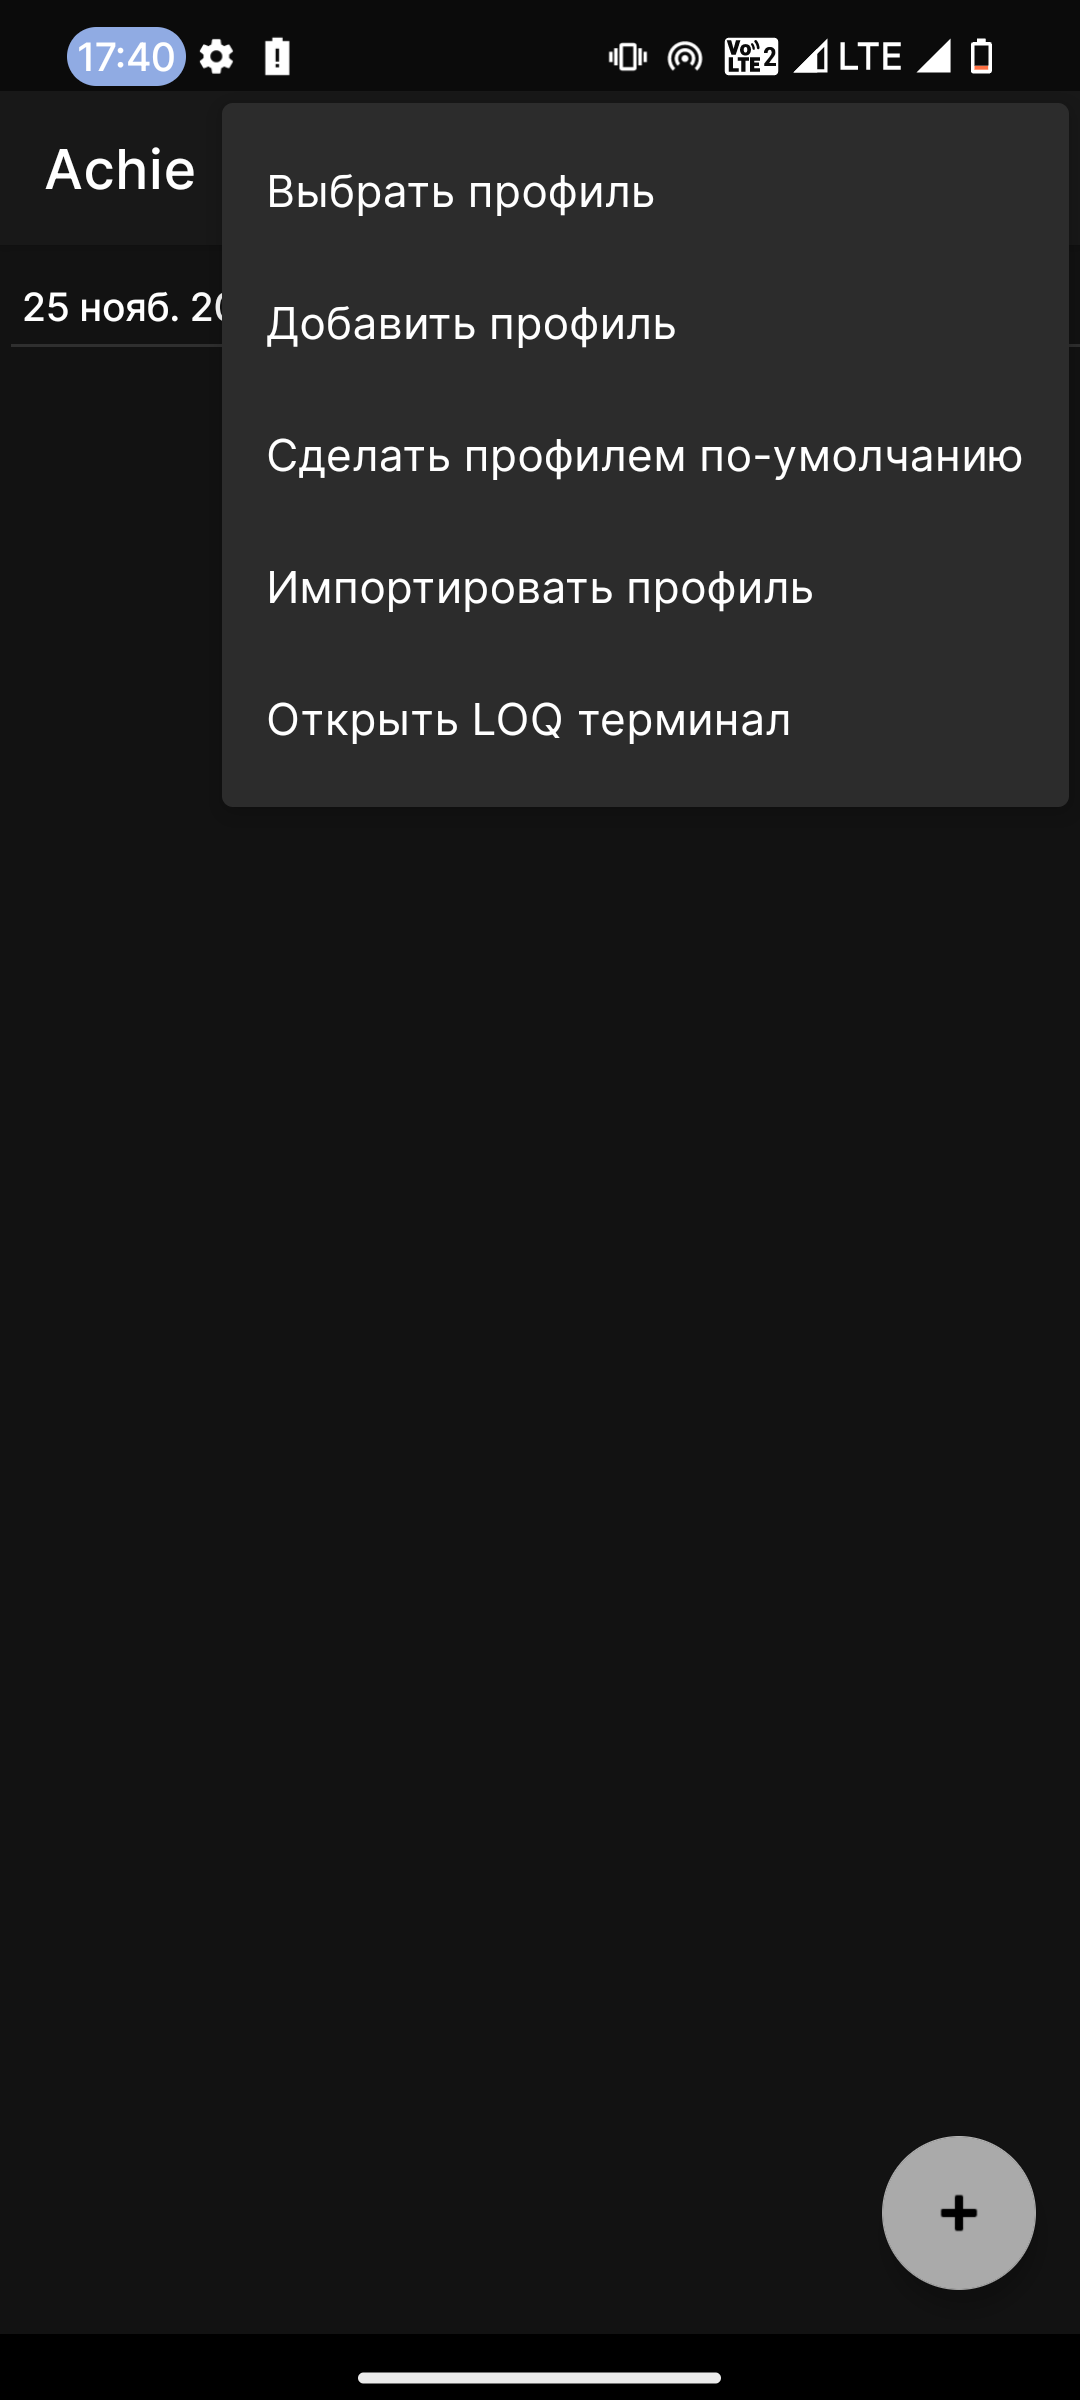 17:40 Vo LTE 2 LTE
Achie
Выбрать профиль
25 нояб. 20
Добавить профиль
Сделать профилем по-умолчанию
Импортировать профиль
Открыть LOQ терминал